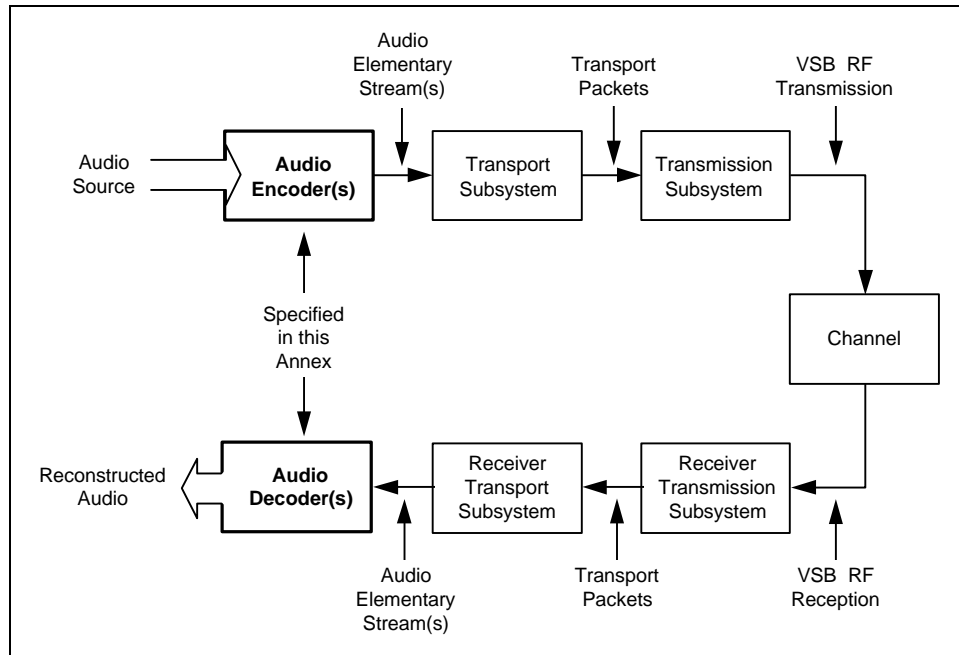 Audio
Elementary
Stream(s)
Transport
Packets
VSB RF
Transmission
Audio
Source
Audio
Encoder(s)
Transport
Subsystem
Transmission
Subsystem
Specified
in this
Annex
Channel
Reconstructed
Audio
Audio
Decoder(s)
Receiver
Transport
Subsystem
Receiver
Transmission
Subsystem
Audio
Elementary
Stream(s)
Transport
Packets
VSB RF
Reception